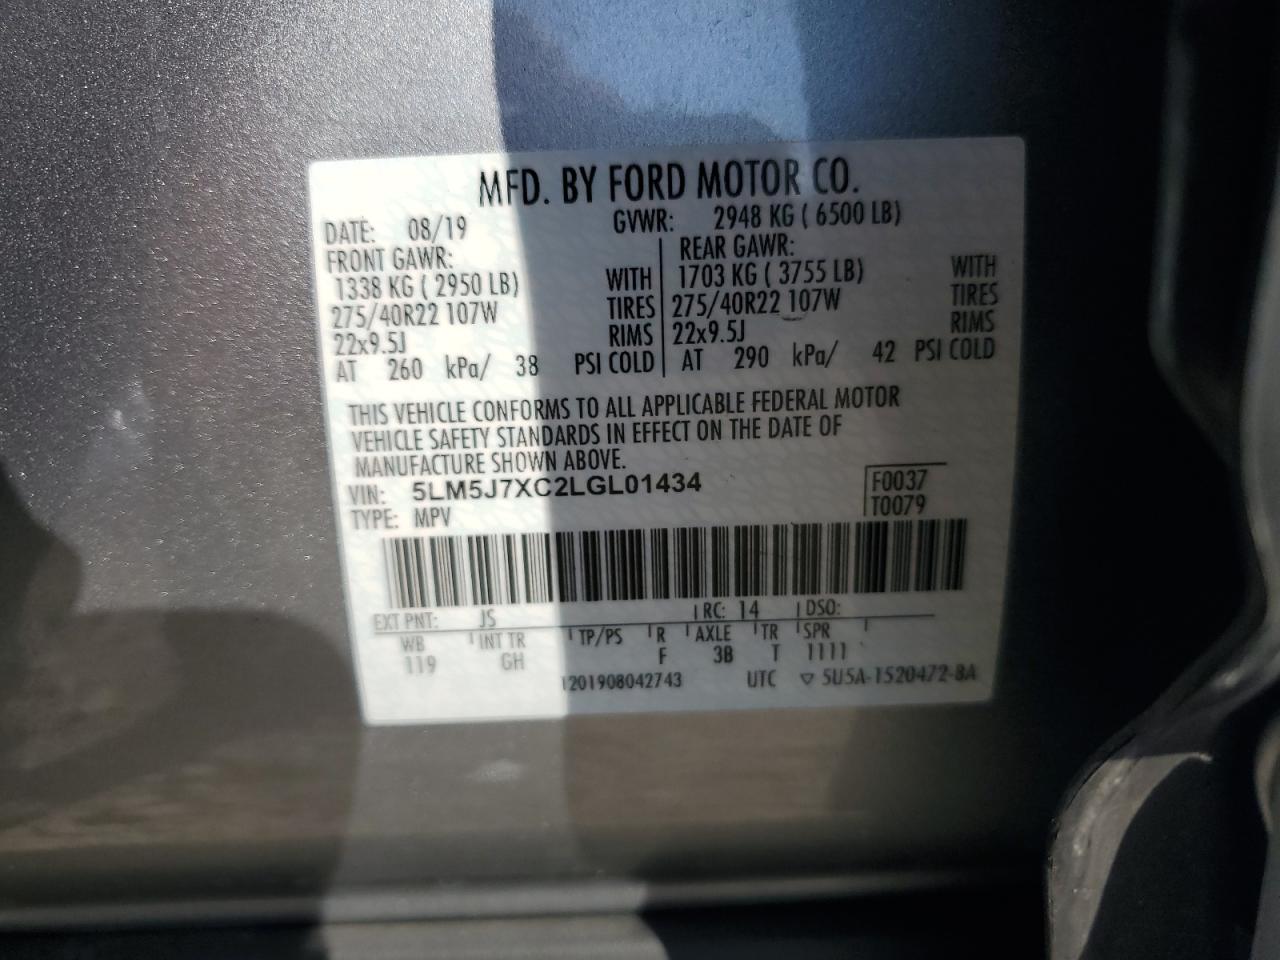 MFD. BY FORD MOTOR CO.
DATE: 08/19 GVWR: 2948 KG ( 6500 LB)
FRONT GAWR: REAR GAWR:
1338 KG ( 2950 LB) WITH 1703 KG ( 3755 LB) WITH
275/40R22 107W TIRES 275/40R22 107W TIRES
22x9.5J RIMS 22x9.5J RIMS
AT 260 kPa/ 38 PSI COLD AT 290 kPa/ 42 PSI COLD
THIS VEHICLE CONFORMS TO ALL APPLICABLE FEDERAL MOTOR
VEHICLE SAFETY STANDARDS IN EFFECT ON THE DATE OF
MANUFACTURE SHOWN ABOVE.
VIN: 5LM5J7XC2LGL01434 F0037
TYPE: MPV T0079
EXT PNT: JS RC: 14 DSO:
WB INT TR TP/PS R AXLE TR SPR
119 GH F 3B T 1111
1201908042743 UTC ▽ 5U5A-1520472-BA